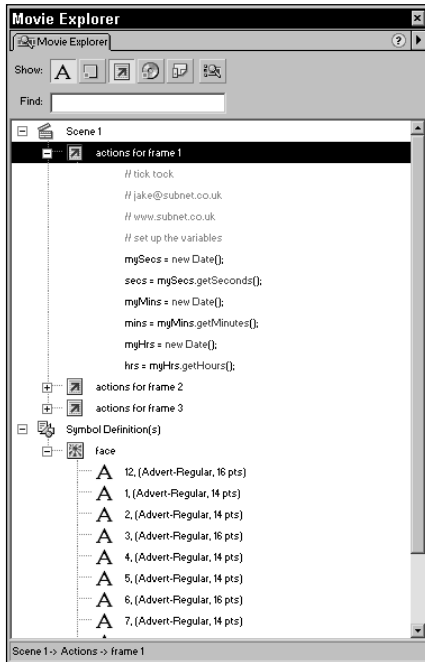 Movie Explorer
Movie Explorer
Show:
Find:
Scene 1
actions for frame 1
// tick tock
// jake@subnet.co.uk
// www.subnet.co.uk
// set up the variables
mySecs = new Date();
secs = mySecs.getSeconds();
myMins = new Date();
mins = myMins.getMinutes();
myHrs = new Date();
hrs = myHrs.getHours();
actions for frame 2
actions for frame 3
Symbol Definition(s)
face
12, (Advert-Regular, 16 pts)
1, (Advert-Regular, 14 pts)
2, (Advert-Regular, 14 pts)
3, (Advert-Regular, 16 pts)
4, (Advert-Regular, 14 pts)
5, (Advert-Regular, 14 pts)
6, (Advert-Regular, 16 pts)
7, (Advert-Regular, 14 pts)
Scene 1-> Actions -> frame 1